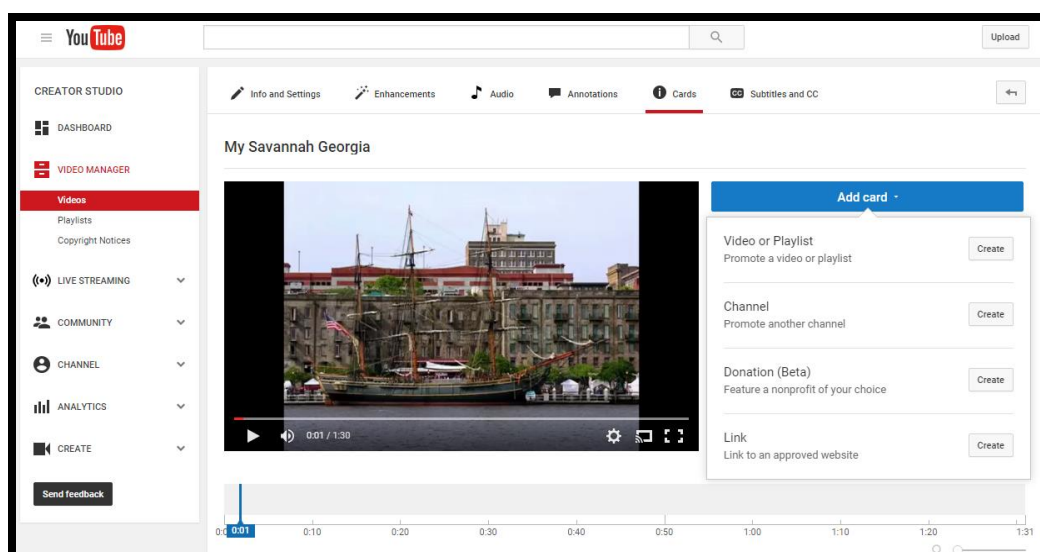 You Tube
Upload
CREATOR STUDIO
DASHBOARD
VIDEO MANAGER
Videos
Playlists
Copyright Notices
LIVE STREAMING
COMMUNITY
CHANNEL
ANALYTICS
CREATE
Send feedback
Info and Settings Enhancements Audio Annotations Cards CC Subtitles and CC
My Savannah Georgia
0:01 / 1:30
Add card
Video or Playlist
Promote a video or playlist
Create
Channel
Promote another channel
Create
Donation (Beta)
Feature a nonprofit of your choice
Create
Link
Link to an approved website
Create
0:01 0:10 0:20 0:30 0:40 0:50 1:00 1:10 1:20 1:31